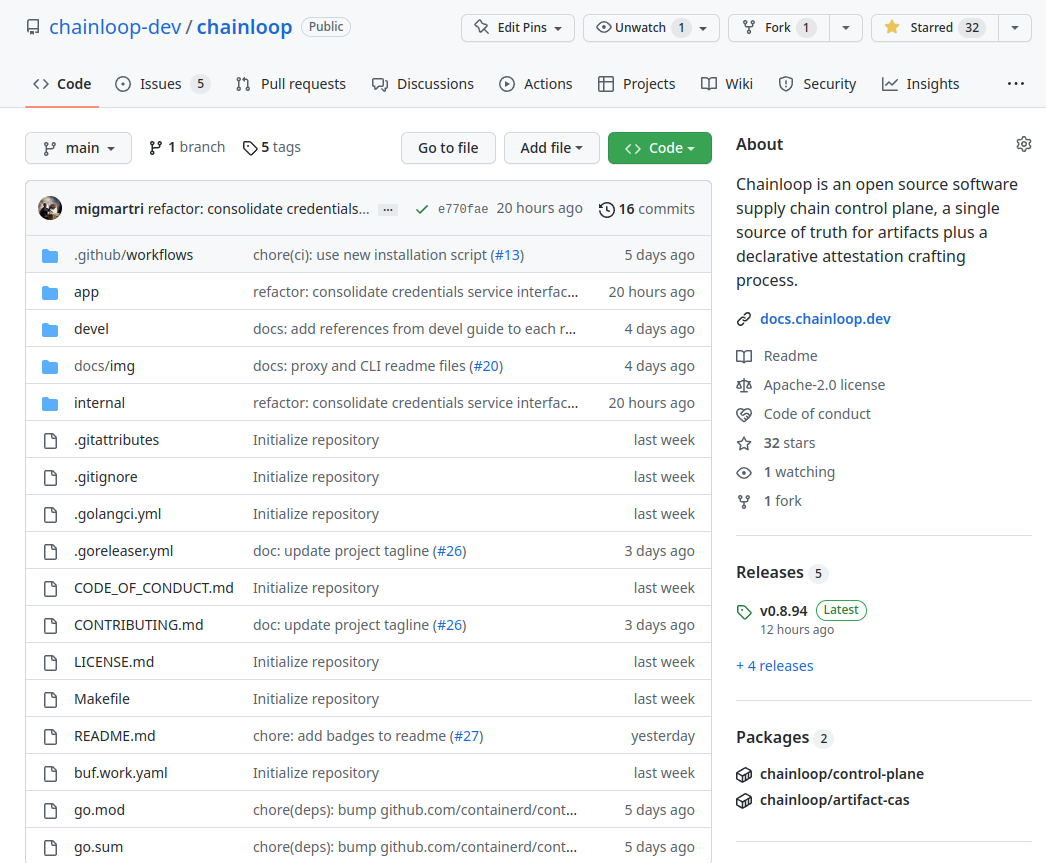 chainloop-dev / chainloop Public Edit Pins Unwatch 1 Fork 1 Starred 32
Code Issues 5 Pull requests Discussions Actions Projects Wiki Security Insights ...
main 1 branch 5 tags Go to file Add file <> Code
migmartri refactor: consolidate credentials... ... e770fae 20 hours ago 16 commits
.github/workflows chore(ci): use new installation script (#13) 5 days ago
app refactor: consolidate credentials service interfac... 20 hours ago
devel docs: add references from devel guide to each r... 4 days ago
docs/img docs: proxy and CLI readme files (#20) 4 days ago
internal refactor: consolidate credentials service interfac... 20 hours ago
.gitattributes Initialize repository last week
.gitignore Initialize repository last week
.golangci.yml Initialize repository last week
.goreleaser.yml doc: update project tagline (#26) 3 days ago
CODE_OF_CONDUCT.md Initialize repository last week
CONTRIBUTING.md doc: update project tagline (#26) 3 days ago
LICENSE.md Initialize repository last week
Makefile Initialize repository last week
README.md chore: add badges to readme (#27) yesterday
buf.work.yaml Initialize repository last week
go.mod chore(deps): bump github.com/containerd/cont... 5 days ago
go.sum chore(deps): bump github.com/containerd/cont... 5 days ago
About
Chainloop is an open source software
supply chain control plane, a single
source of truth for artifacts plus a
declarative attestation crafting
process.
docs.chainloop.dev
Readme
Apache-2.0 license
Code of conduct
32 stars
1 watching
1 fork
Releases 5
v0.8.94 Latest
12 hours ago
+ 4 releases
Packages 2
chainloop/control-plane
chainloop/artifact-cas